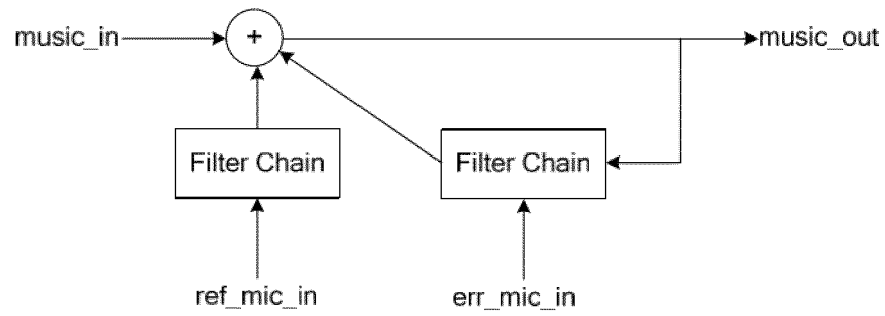 music_in
+
music_out
Filter Chain
Filter Chain
ref_mic_in
err_mic_in